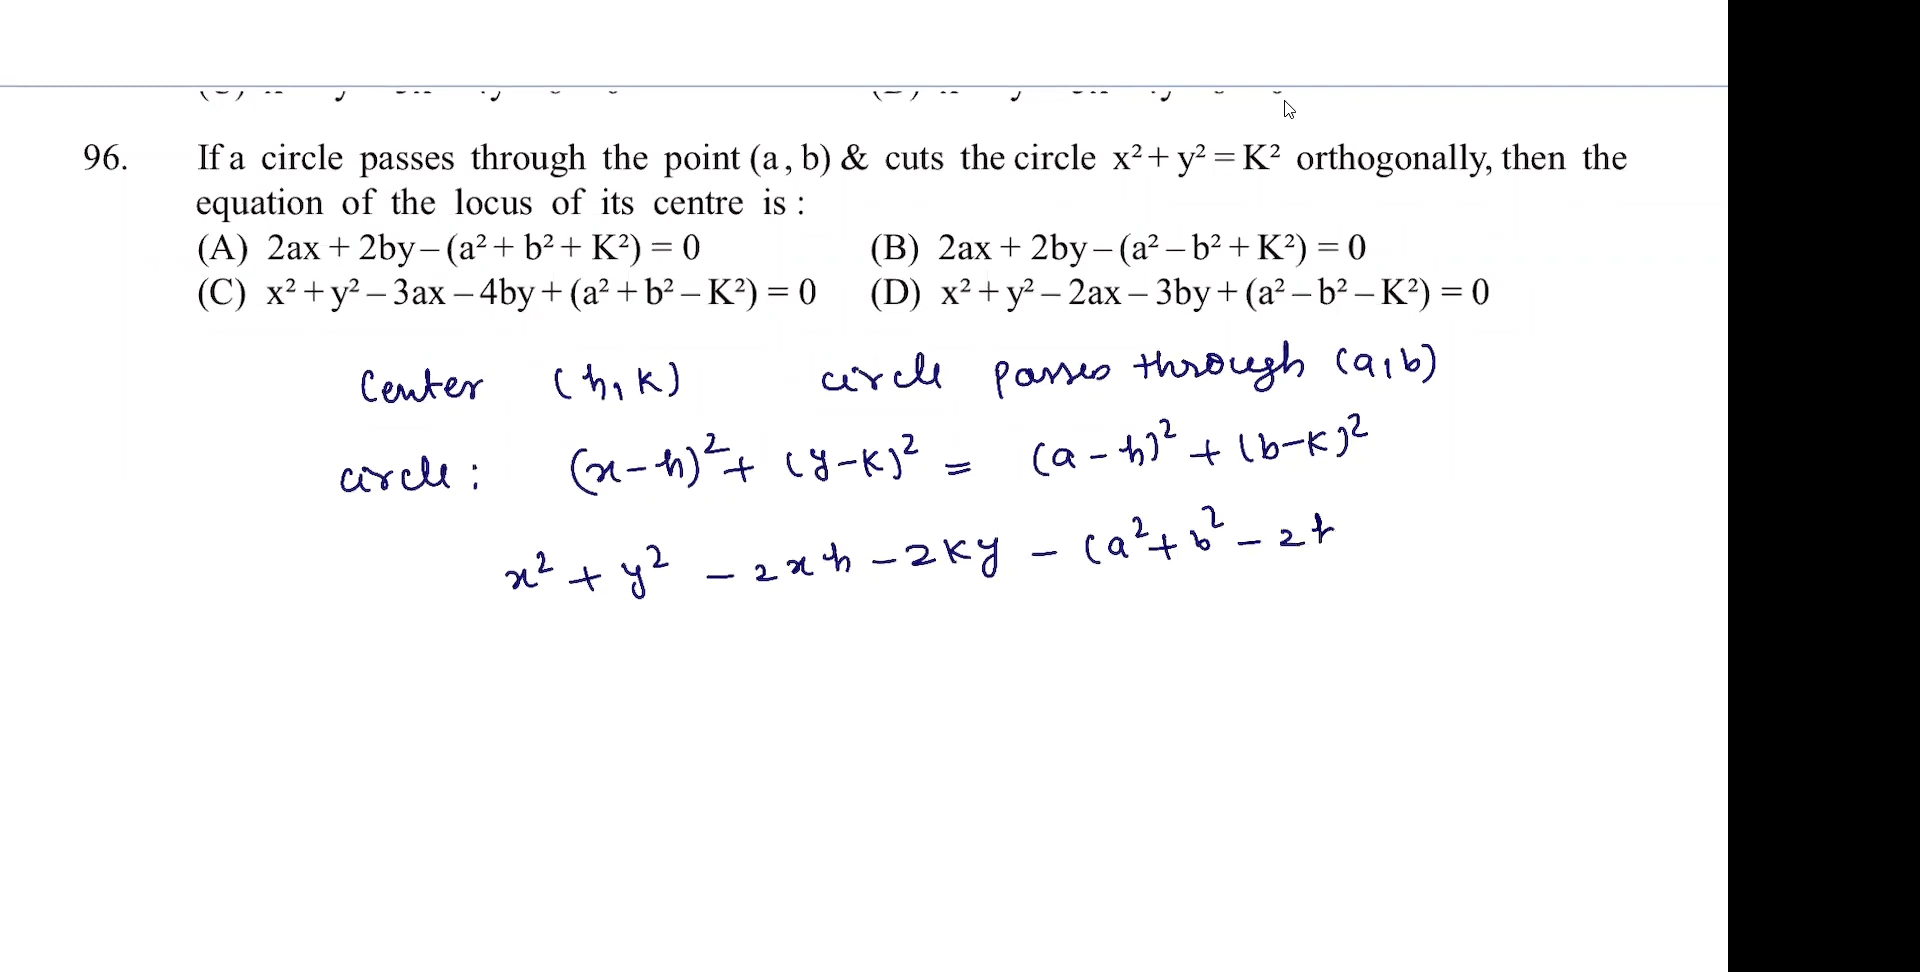 96. If a circle passes through the point (a, b) & cuts the circle x² + y² = K² orthogonally, then the
equation of the locus of its centre is :
(A) 2ax + 2by – (a² + b² + K²) = 0 (B) 2ax + 2by – (a² – b² + K²) = 0
(C) x² + y² – 3ax – 4by + (a² + b² – K²) = 0 (D) x² + y² – 2ax – 3by + (a² – b² – K²) = 0
Center (h, k) circle passes through (a, b)
circle : (x-h)² + (y-k)² = (a-h)² + (b-k)²
x² + y² - 2xh - 2ky - (a² + b² - 2